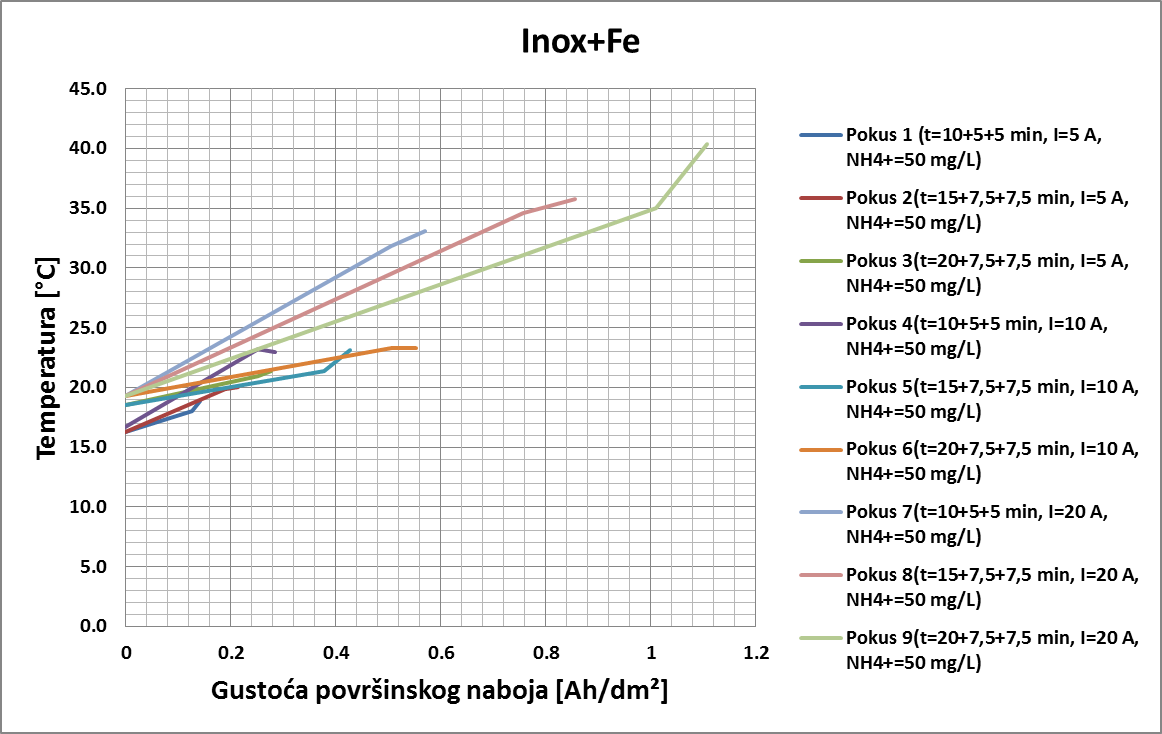 Inox+Fe
45.0
40.0
35.0
30.0
25.0
20.0
15.0
10.0
5.0
0.0
Temperatura [°C]
0 0.2 0.4 0.6 0.8 1 1.2
Gustoća površinskog naboja [Ah/dm²]
Pokus 1 (t=10+5+5 min, I=5 A,
NH4+=50 mg/L)
Pokus 2(t=15+7,5+7,5 min, I=5 A,
NH4+=50 mg/L)
Pokus 3(t=20+7,5+7,5 min, I=5 A,
NH4+=50 mg/L)
Pokus 4(t=10+5+5 min, I=10 A,
NH4+=50 mg/L)
Pokus 5(t=15+7,5+7,5 min, I=10 A,
NH4+=50 mg/L)
Pokus 6(t=20+7,5+7,5 min, I=10 A,
NH4+=50 mg/L)
Pokus 7(t=10+5+5 min, I=20 A,
NH4+=50 mg/L)
Pokus 8(t=15+7,5+7,5 min, I=20 A,
NH4+=50 mg/L)
Pokus 9(t=20+7,5+7,5 min, I=20 A,
NH4+=50 mg/L)